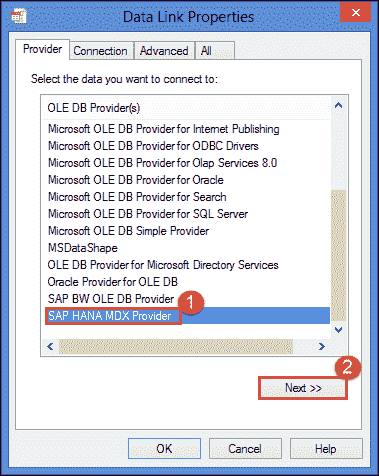 Data Link Properties
Provider Connection Advanced All
Select the data you want to connect to:
OLE DB Provider(s)
Microsoft OLE DB Provider for Internet Publishing
Microsoft OLE DB Provider for ODBC Drivers
Microsoft OLE DB Provider for Olap Services 8.0
Microsoft OLE DB Provider for Oracle
Microsoft OLE DB Provider for Search
Microsoft OLE DB Provider for SQL Server
Microsoft OLE DB Simple Provider
MSDataShape
OLE DB Provider for Microsoft Directory Services
Oracle Provider for OLE DB
SAP BW OLE DB Provider
SAP HANA MDX Provider 1
2
Next >>
OK Cancel Help